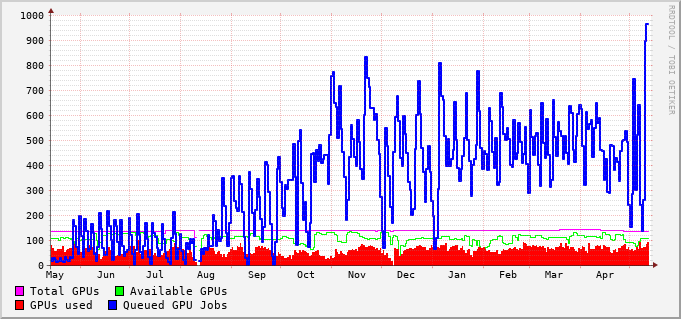 1000
900
800
700
600
500
400
300
200
100
0
May Jun Jul Aug Sep Oct Nov Dec Jan Feb Mar Apr
Total GPUs Available GPUs
GPUs used Queued GPU Jobs
RRDTOOL / TOBI OETIKER